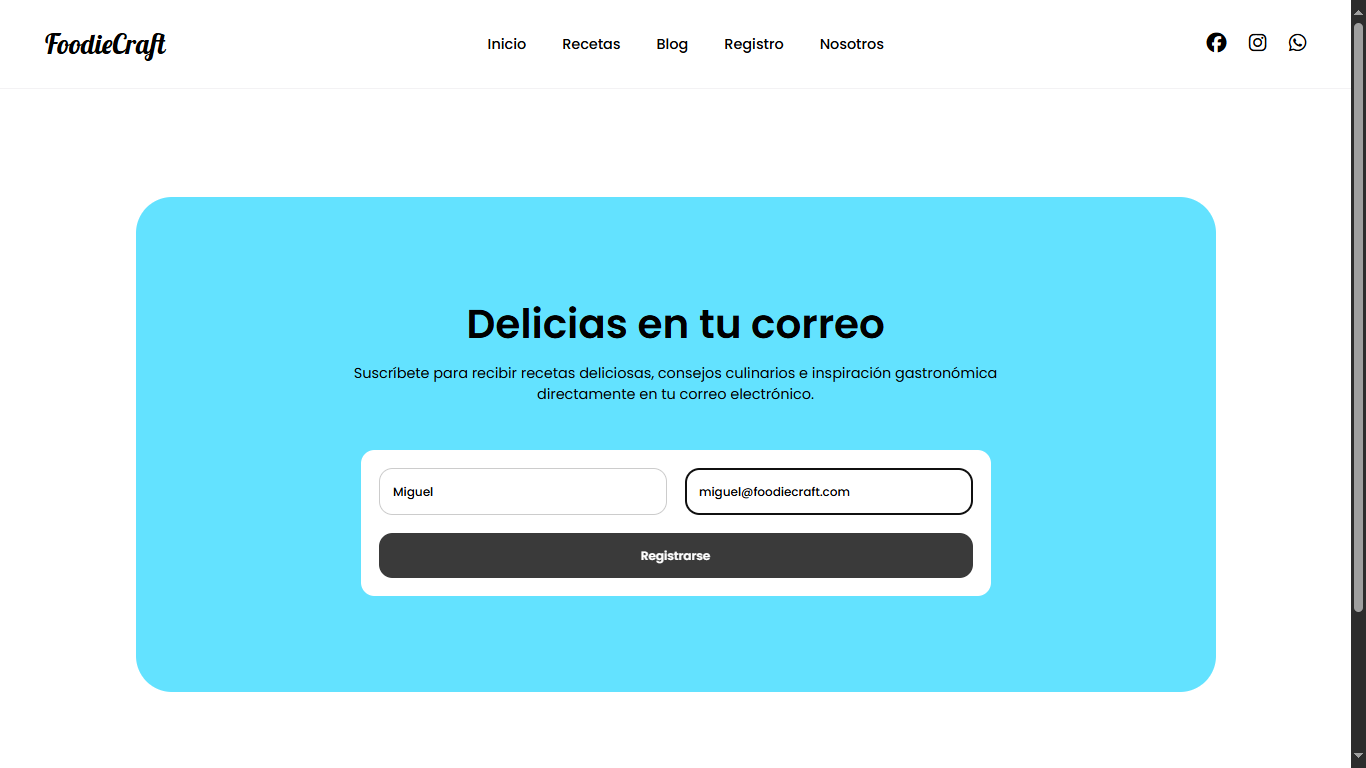 FoodieCraft
Inicio Recetas Blog Registro Nosotros
Delicias en tu correo
Suscríbete para recibir recetas deliciosas, consejos culinarios e inspiración gastronómica
directamente en tu correo electrónico.
Miguel miguel@foodiecraft.com
Registrarse